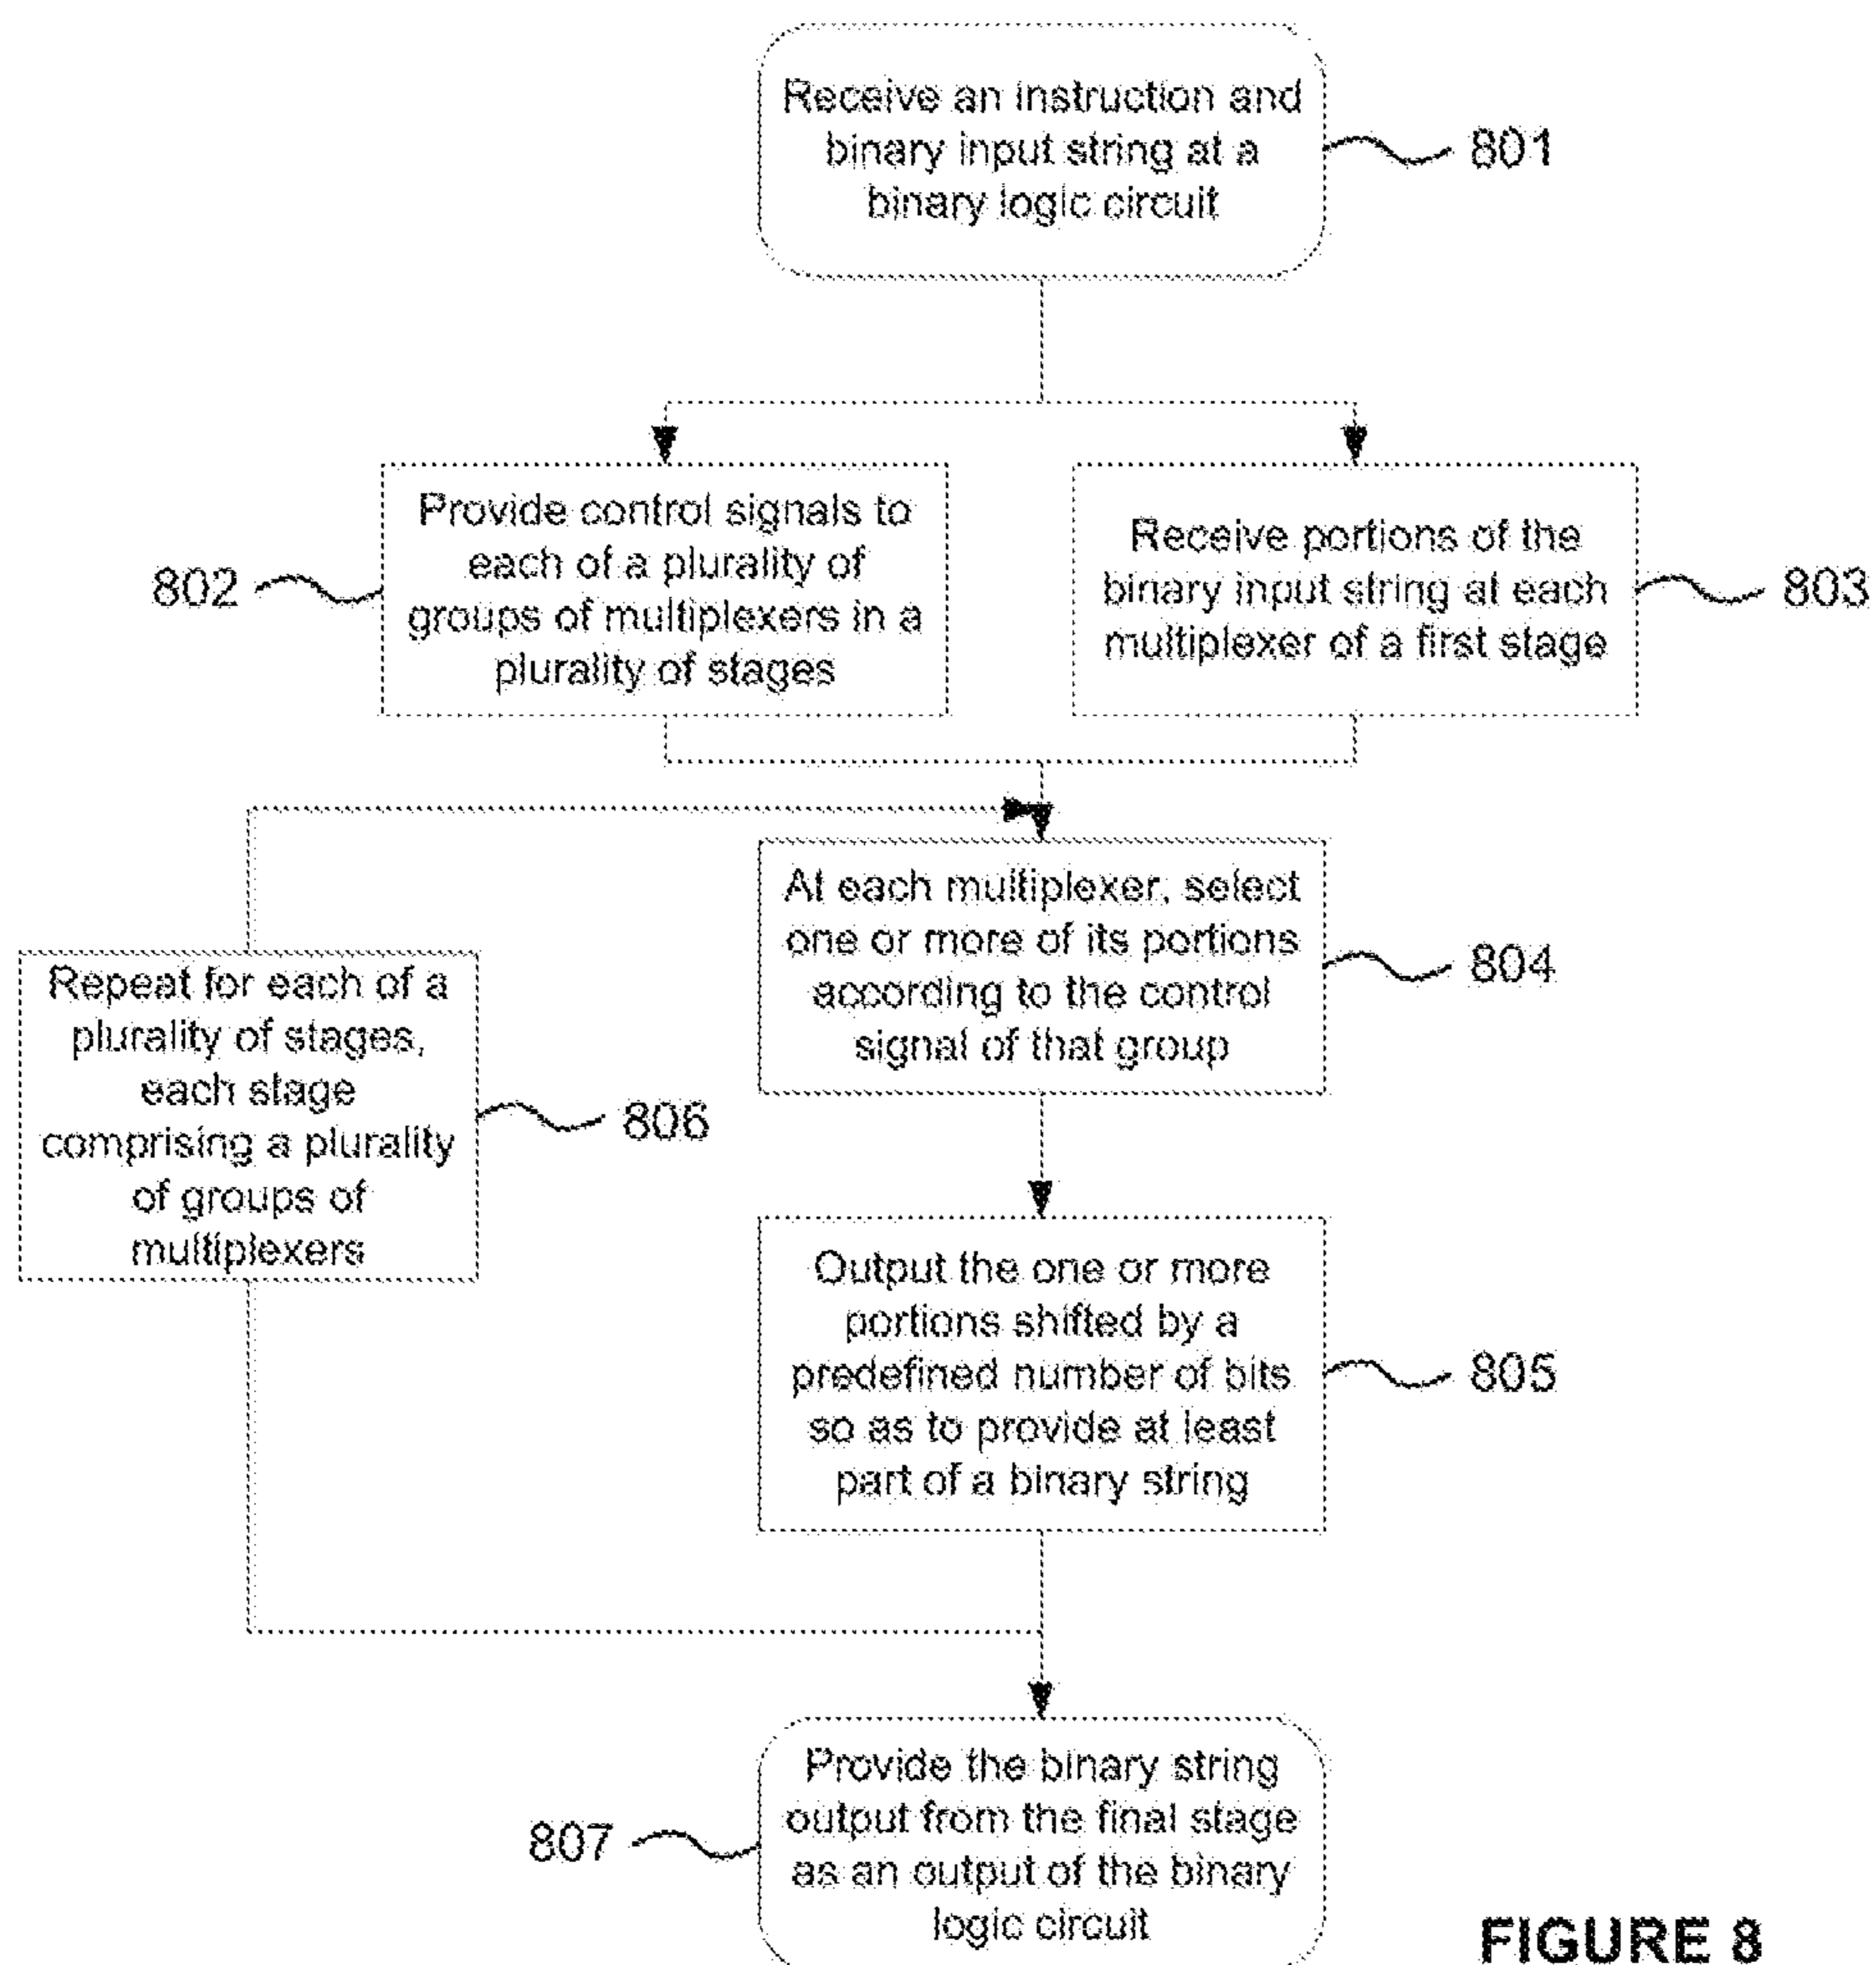 Receive an instruction and
binary input string at a
binary logic circuit
801
Provide control signals to
each of a plurality of
groups of multiplexers in a
plurality of stages
802
Receive portions of the
binary input string at each
multiplexer of a first stage
803
At each multiplexer, select
one or more of its portions
according to the control
signal of that group
804
Repeat for each of a
plurality of stages,
each stage
comprising a plurality
of groups of
multiplexers
806
Output the one or more
portions shifted by a
predefined number of bits
so as to provide at least
part of a binary string
805
Provide the binary string
output from the final stage
as an output of the binary
logic circuit
807
FIGURE 8